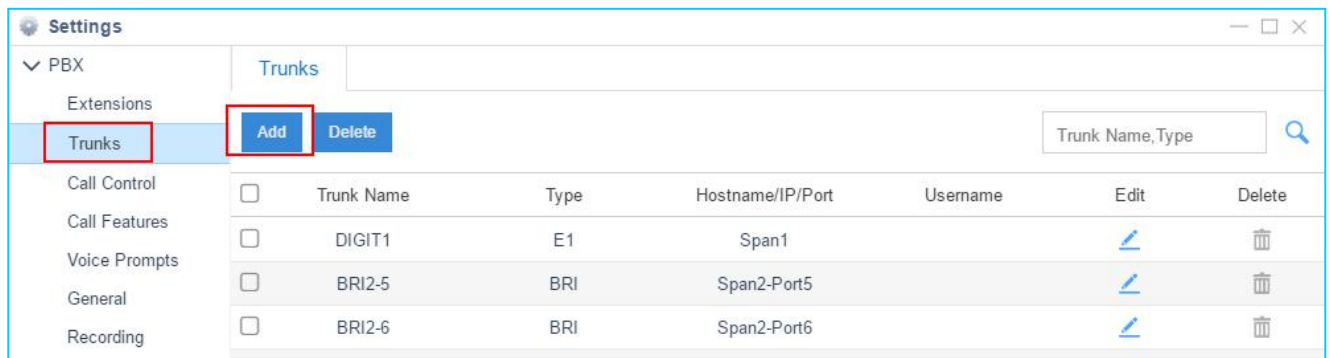 Settings
PBX
Trunks
Extensions
Add Delete
Trunk Name,Type
Trunks
Call Control
Trunk Name Type Hostname/IP/Port Username Edit Delete
Call Features
DIGIT1 E1 Span1
Voice Prompts
BRI2-5 BRI Span2-Port5
General
BRI2-6 BRI Span2-Port6
Recording